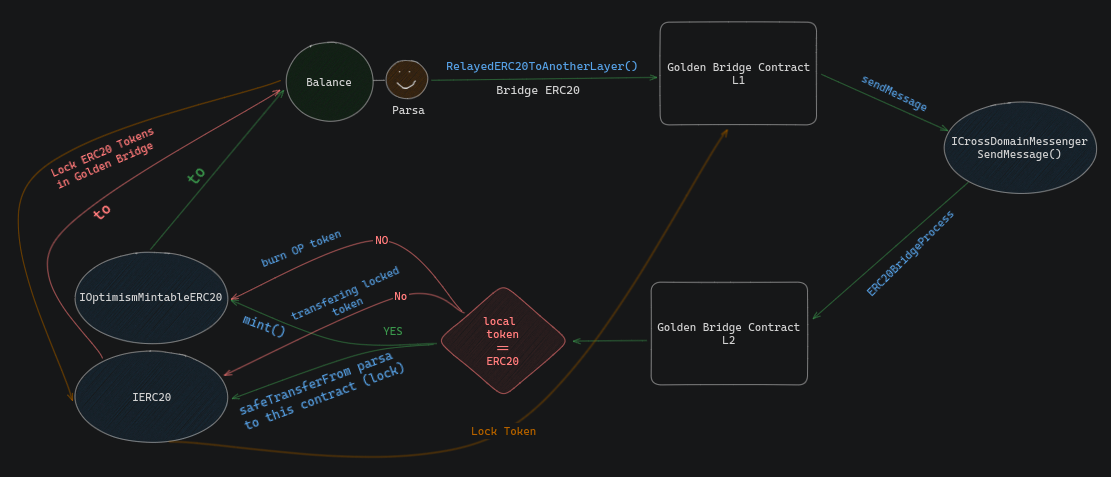 Balance
Parsa
RelayedERC20ToAnotherLayer()
Bridge ERC20
Golden Bridge Contract
L1
sendMessage
ICrossDomainMessenger
SendMessage()
ERC20BridgeProcess
Golden Bridge Contract
L2
local
token
==
ERC20
NO
burn OP token
No
transfering locked
token
YES
mint()
safeTransferFrom parsa
to this contract (lock)
IOptimismMintableERC20
IERC20
to
to
Lock ERC20 Tokens
in Golden Bridge
Lock Token